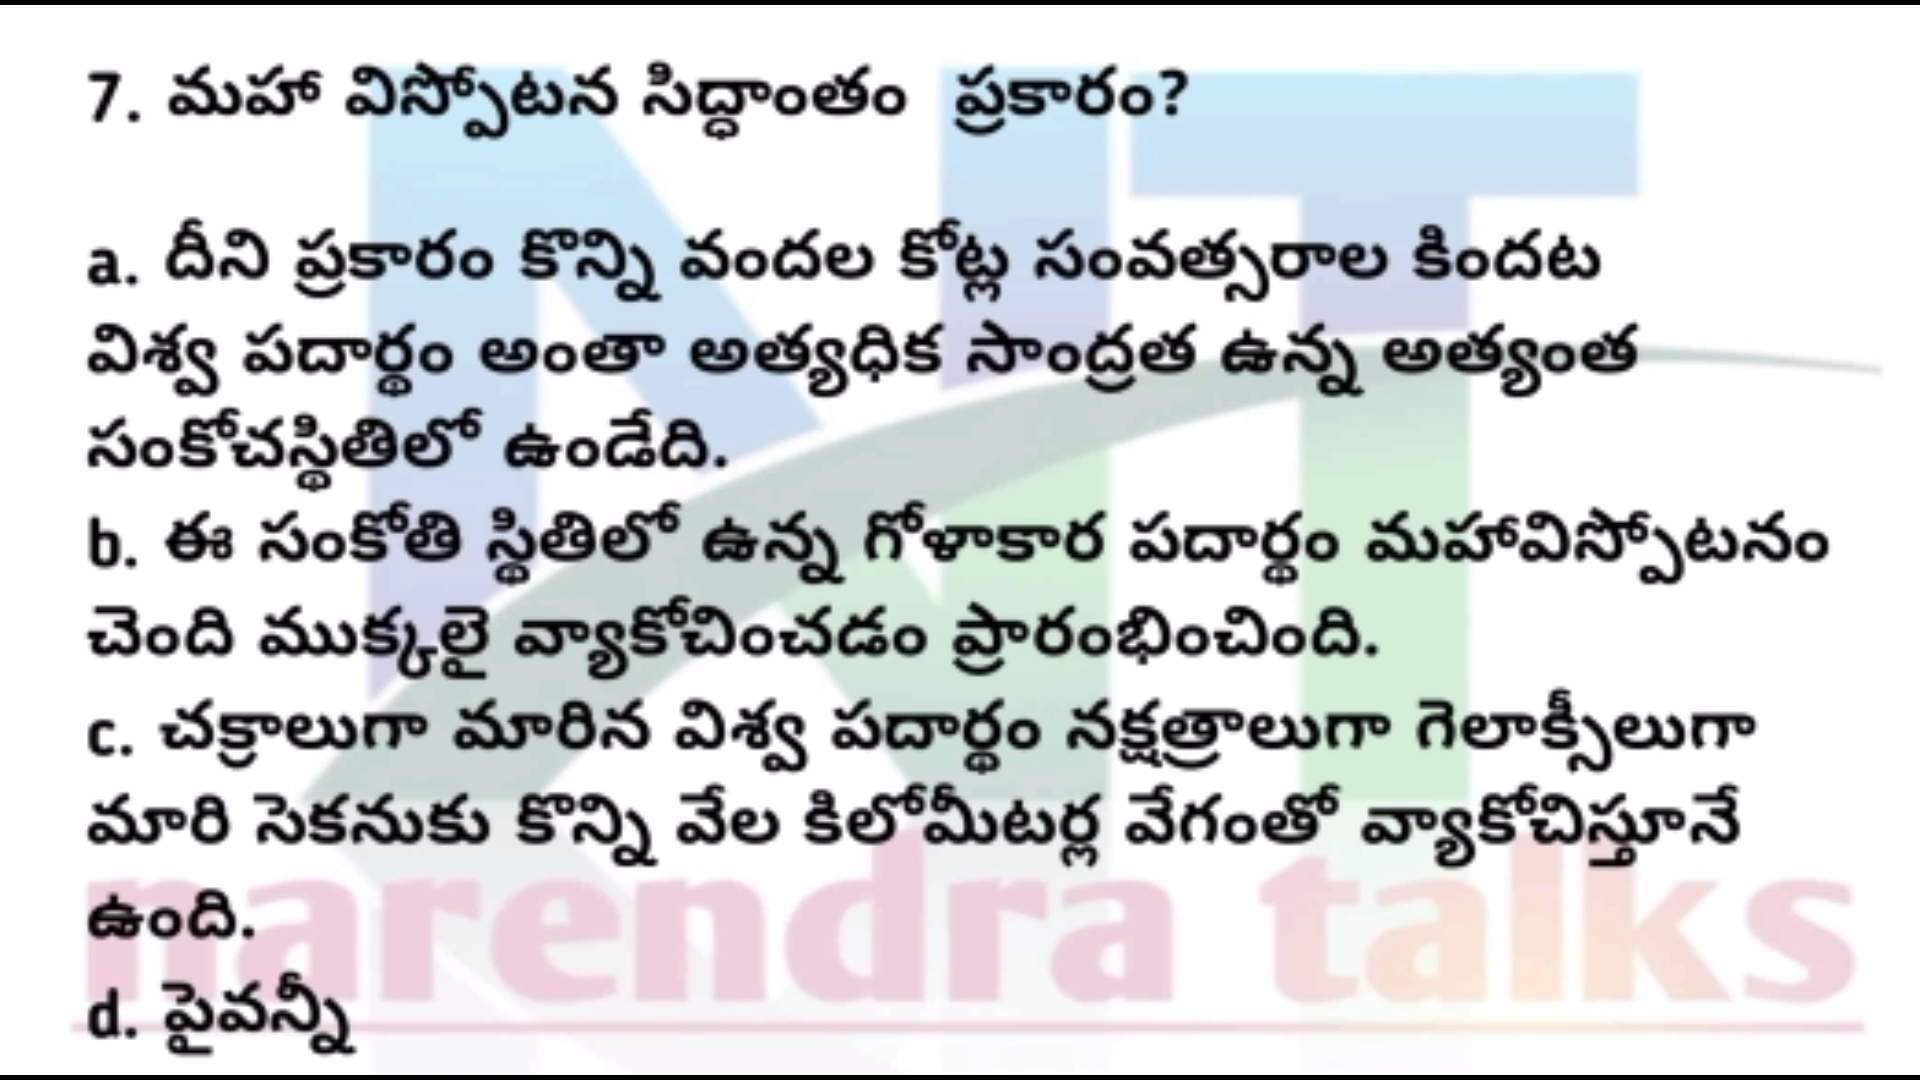 7. మహా విస్పోటన సిద్ధాంతం ప్రకారం?
a. దీని ప్రకారం కొన్ని వందల కోట్ల సంవత్సరాల కిందట
విశ్వ పదార్థం అంతా అత్యధిక సాంద్రత ఉన్న అత్యంత
సంకోచస్థితిలో ఉండేది.
b. ఈ సంకోతి స్థితిలో ఉన్న గోళాకార పదార్థం మహావిస్పోటనం
చెంది ముక్కలై వ్యాకోచించడం ప్రారంభించింది.
c. చక్రాలుగా మారిన విశ్వ పదార్థం నక్షత్రాలుగా గెలాక్సీలుగా
మారి సెకనుకు కొన్ని వేల కిలోమీటర్ల వేగంతో వ్యాకోచిస్తూనే
ఉంది.
d. పైవన్నీ
NT
narendra talks